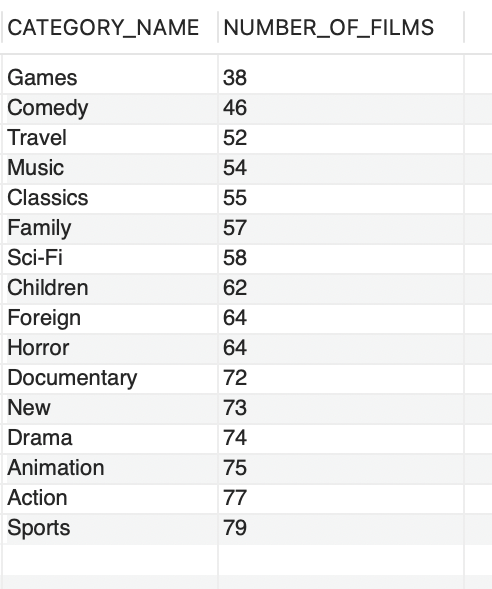 CATEGORY_NAME NUMBER_OF_FILMS
Games 38
Comedy 46
Travel 52
Music 54
Classics 55
Family 57
Sci-Fi 58
Children 62
Foreign 64
Horror 64
Documentary 72
New 73
Drama 74
Animation 75
Action 77
Sports 79